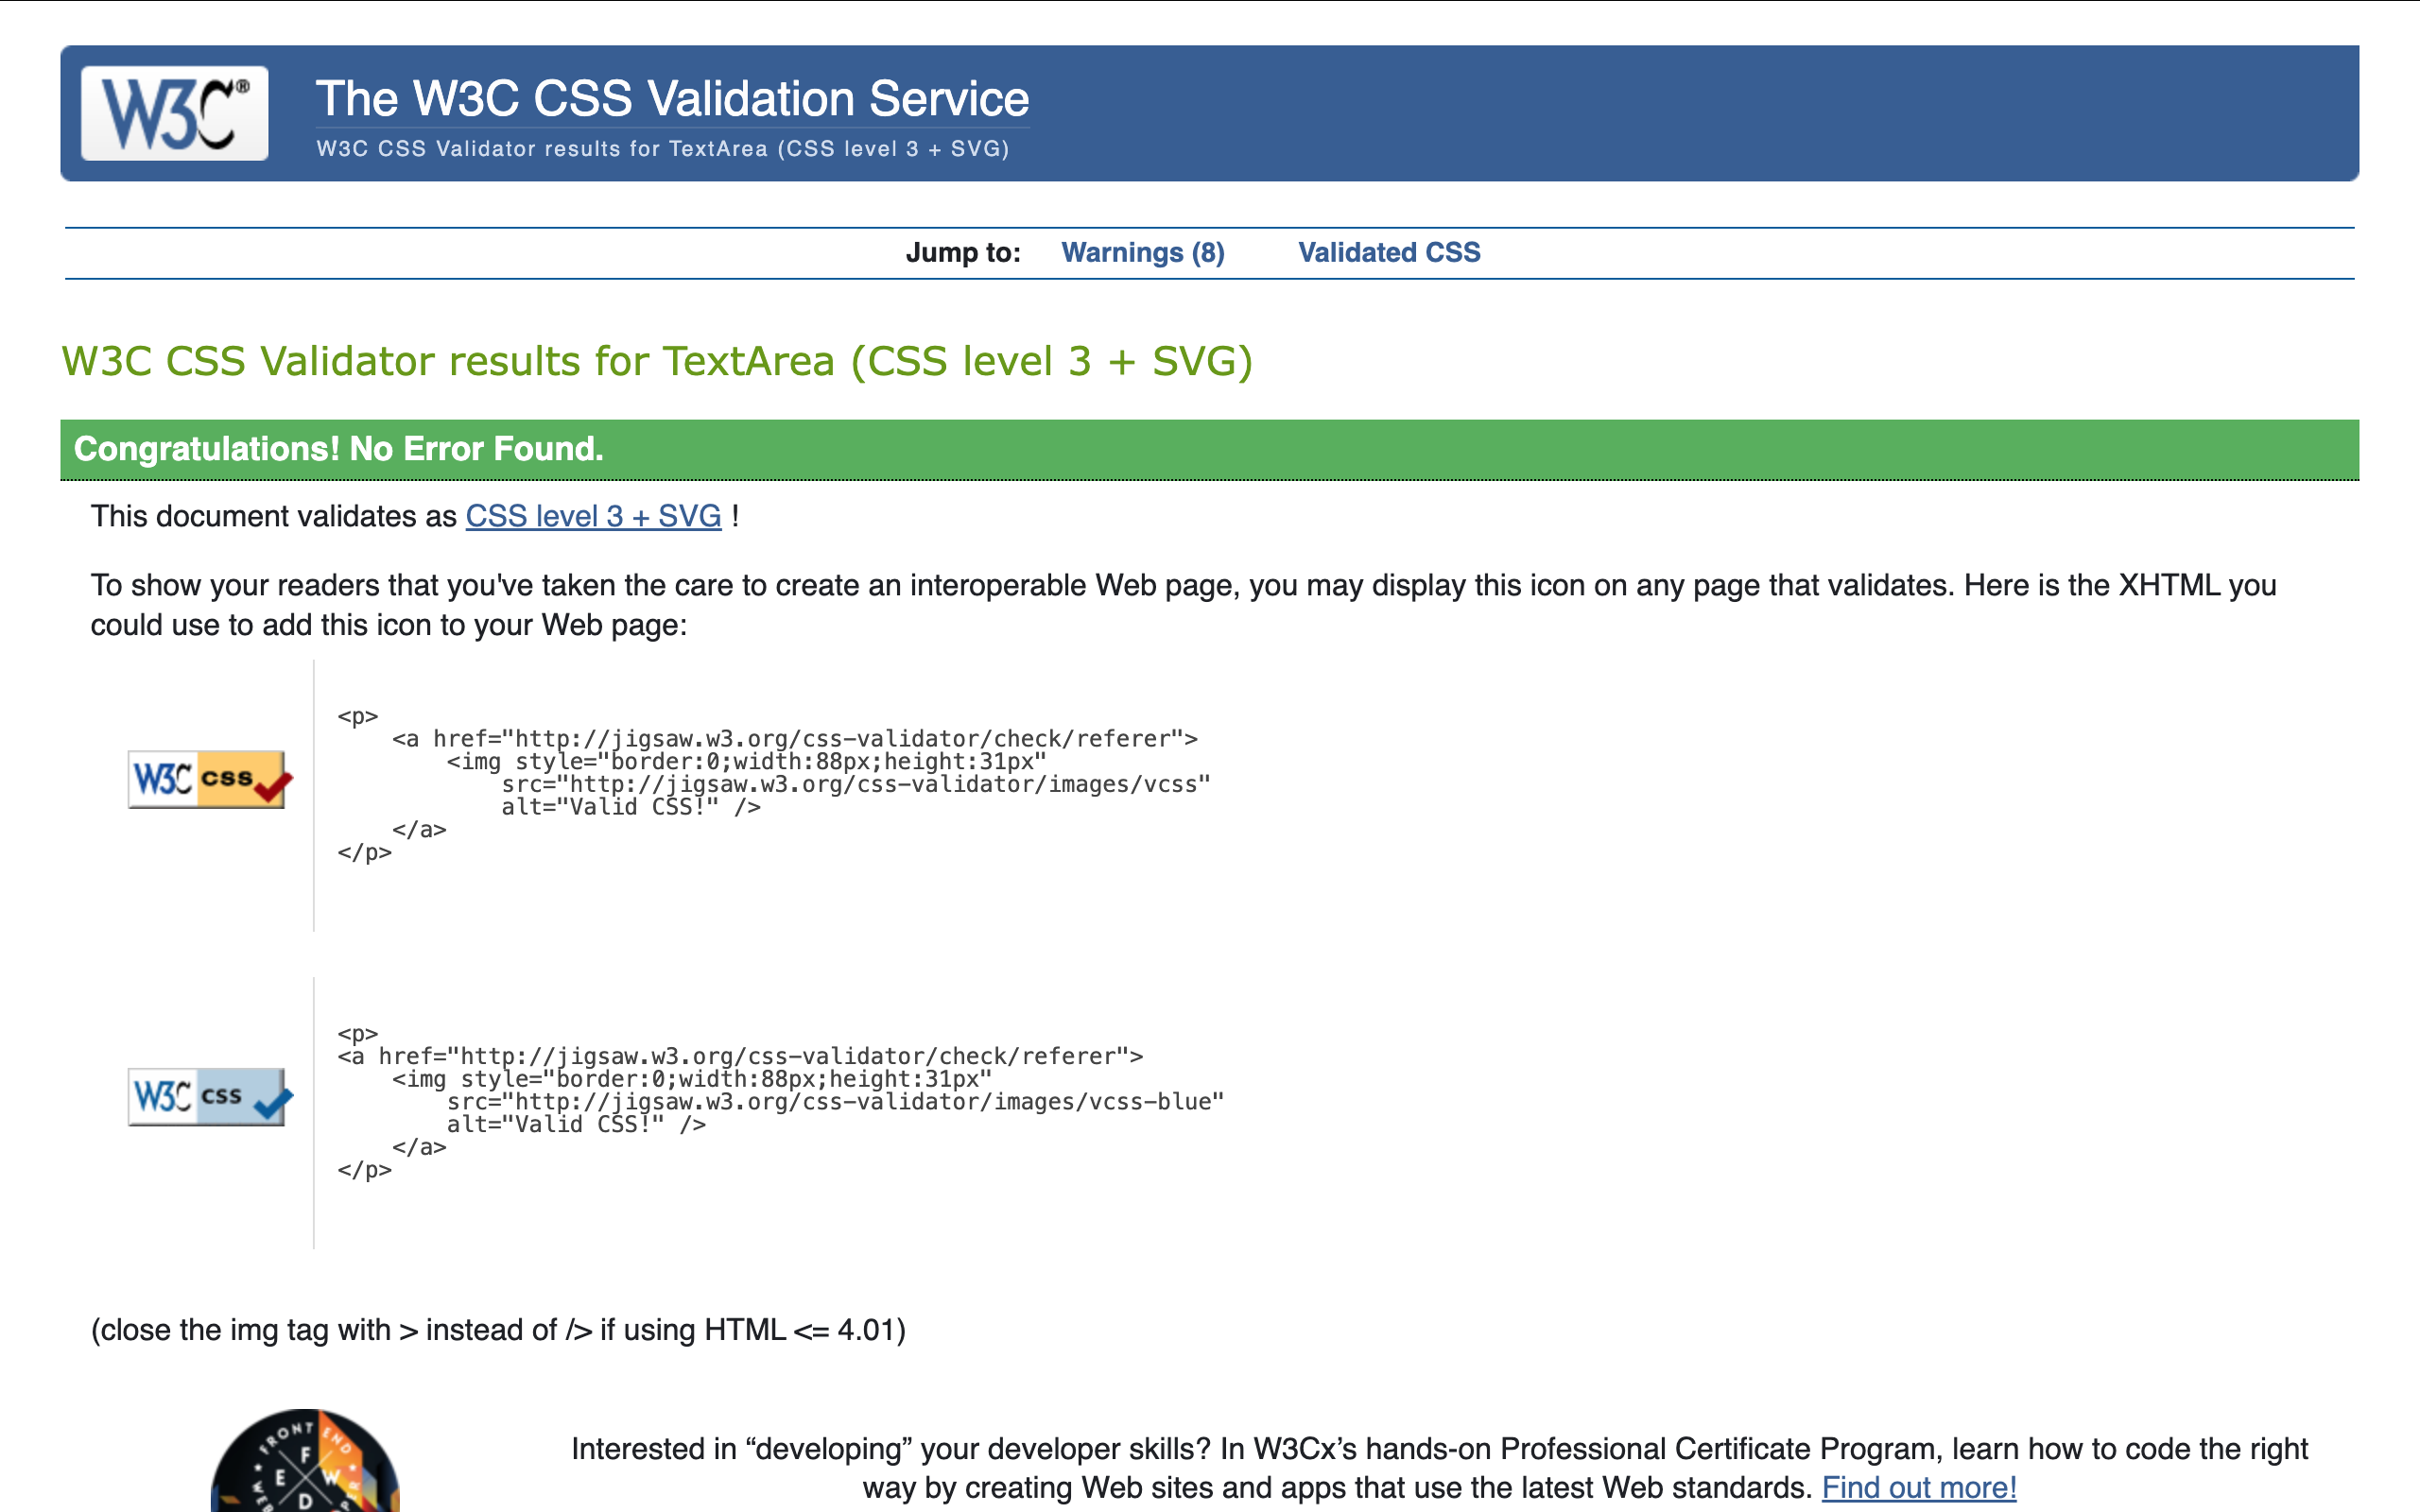 W3C®
The W3C CSS Validation Service
W3C CSS Validator results for TextArea (CSS level 3 + SVG)
Jump to: Warnings (8) Validated CSS
W3C CSS Validator results for TextArea (CSS level 3 + SVG)
Congratulations! No Error Found.
This document validates as CSS level 3 + SVG !
To show your readers that you've taken the care to create an interoperable Web page, you may display this icon on any page that validates. Here is the XHTML you
could use to add this icon to your Web page:
W3C css
<p>
    <a href="http://jigsaw.w3.org/css-validator/check/referer">
        <img style="border:0;width:88px;height:31px"
            src="http://jigsaw.w3.org/css-validator/images/vcss"
            alt="Valid CSS!" />
    </a>
</p>
W3C css
<p>
<a href="http://jigsaw.w3.org/css-validator/check/referer">
    <img style="border:0;width:88px;height:31px"
        src="http://jigsaw.w3.org/css-validator/images/vcss-blue"
        alt="Valid CSS!" />
    </a>
</p>
(close the img tag with > instead of /> if using HTML <= 4.01)
FRONT END
F E W D
Interested in “developing” your developer skills? In W3Cx’s hands-on Professional Certificate Program, learn how to code the right
way by creating Web sites and apps that use the latest Web standards. Find out more!